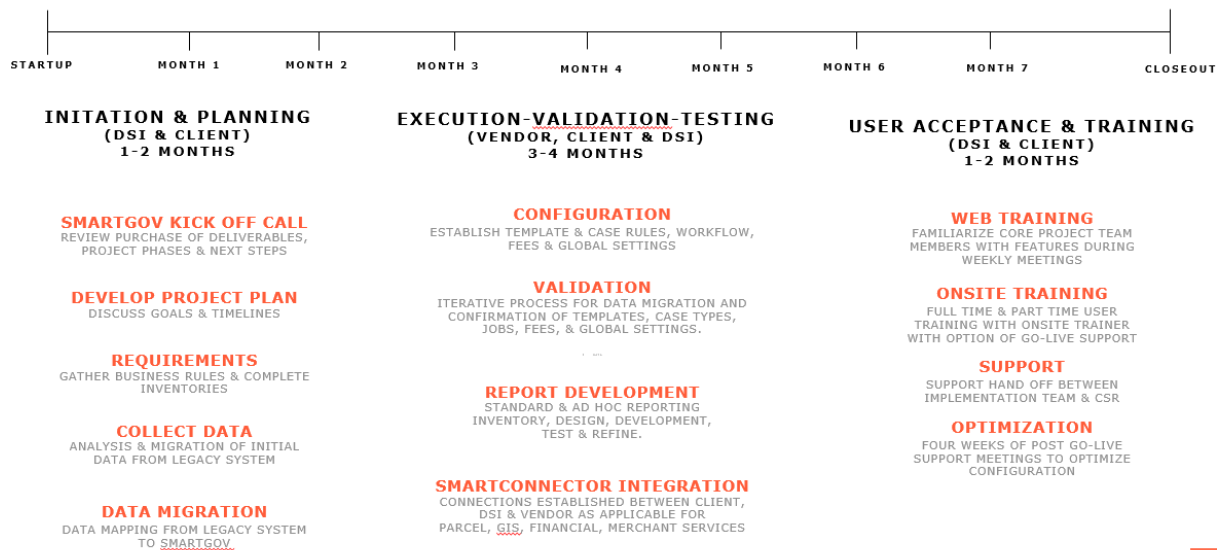 STARTUP
MONTH 1
MONTH 2
MONTH 3
MONTH 4
MONTH 5
MONTH 6
MONTH 7
CLOSEOUT
INITATION & PLANNING
(DSI & CLIENT)
1-2 MONTHS
SMARTGOV KICK OFF CALL
REVIEW PURCHASE OF DELIVERABLES,
PROJECT PHASES & NEXT STEPS
DEVELOP PROJECT PLAN
DISCUSS GOALS & TIMELINES
REQUIREMENTS
GATHER BUSINESS RULES & COMPLETE
INVENTORIES
COLLECT DATA
ANALYSIS & MIGRATION OF INITIAL
DATA FROM LEGACY SYSTEM
DATA MIGRATION
DATA MAPPING FROM LEGACY SYSTEM
TO SMARTGOV
EXECUTION-VALIDATION-TESTING
(VENDOR, CLIENT & DSI)
3-4 MONTHS
CONFIGURATION
ESTABLISH TEMPLATE & CASE RULES, WORKFLOW,
FEES & GLOBAL SETTINGS
VALIDATION
ITERATIVE PROCESS FOR DATA MIGRATION AND
CONFIRMATION OF TEMPLATES, CASE TYPES,
JOBS, FEES, & GLOBAL SETTINGS.
REPORT DEVELOPMENT
STANDARD & AD HOC REPORTING
INVENTORY, DESIGN, DEVELOPMENT,
TEST & REFINE.
SMARTCONNECTOR INTEGRATION
CONNECTIONS ESTABLISHED BETWEEN CLIENT,
DSI & VENDOR AS APPLICABLE FOR
PARCEL, GIS, FINANCIAL, MERCHANT SERVICES
USER ACCEPTANCE & TRAINING
(DSI & CLIENT)
1-2 MONTHS
WEB TRAINING
FAMILIARIZE CORE PROJECT TEAM
MEMBERS WITH FEATURES DURING
WEEKLY MEETINGS
ONSITE TRAINING
FULL TIME & PART TIME USER
TRAINING WITH ONSITE TRAINER
WITH OPTION OF GO-LIVE SUPPORT
SUPPORT
SUPPORT HAND OFF BETWEEN
IMPLEMENTATION TEAM & CSR
OPTIMIZATION
FOUR WEEKS OF POST GO-LIVE
SUPPORT MEETINGS TO OPTIMIZE
CONFIGURATION